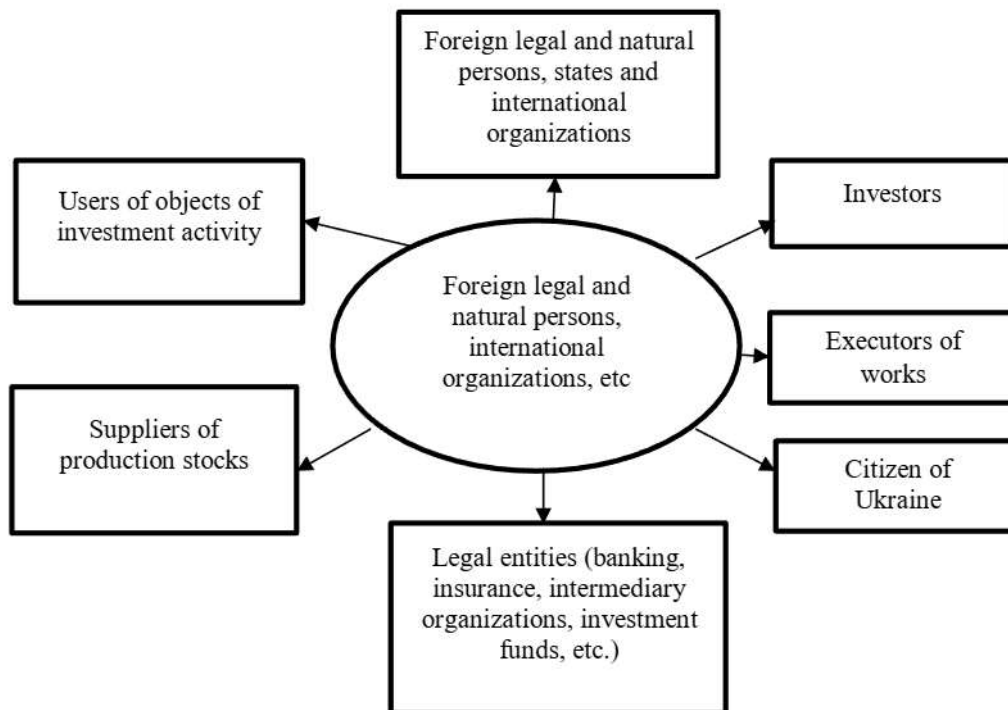 Foreign legal and natural
persons, states and
international
organizations
Users of objects of
investment activity
Investors
Foreign legal and
natural persons,
international
organizations, etc
Executors of
works
Suppliers of
production stocks
Citizen of
Ukraine
Legal entities (banking,
insurance, intermediary
organizations, investment
funds, etc.)